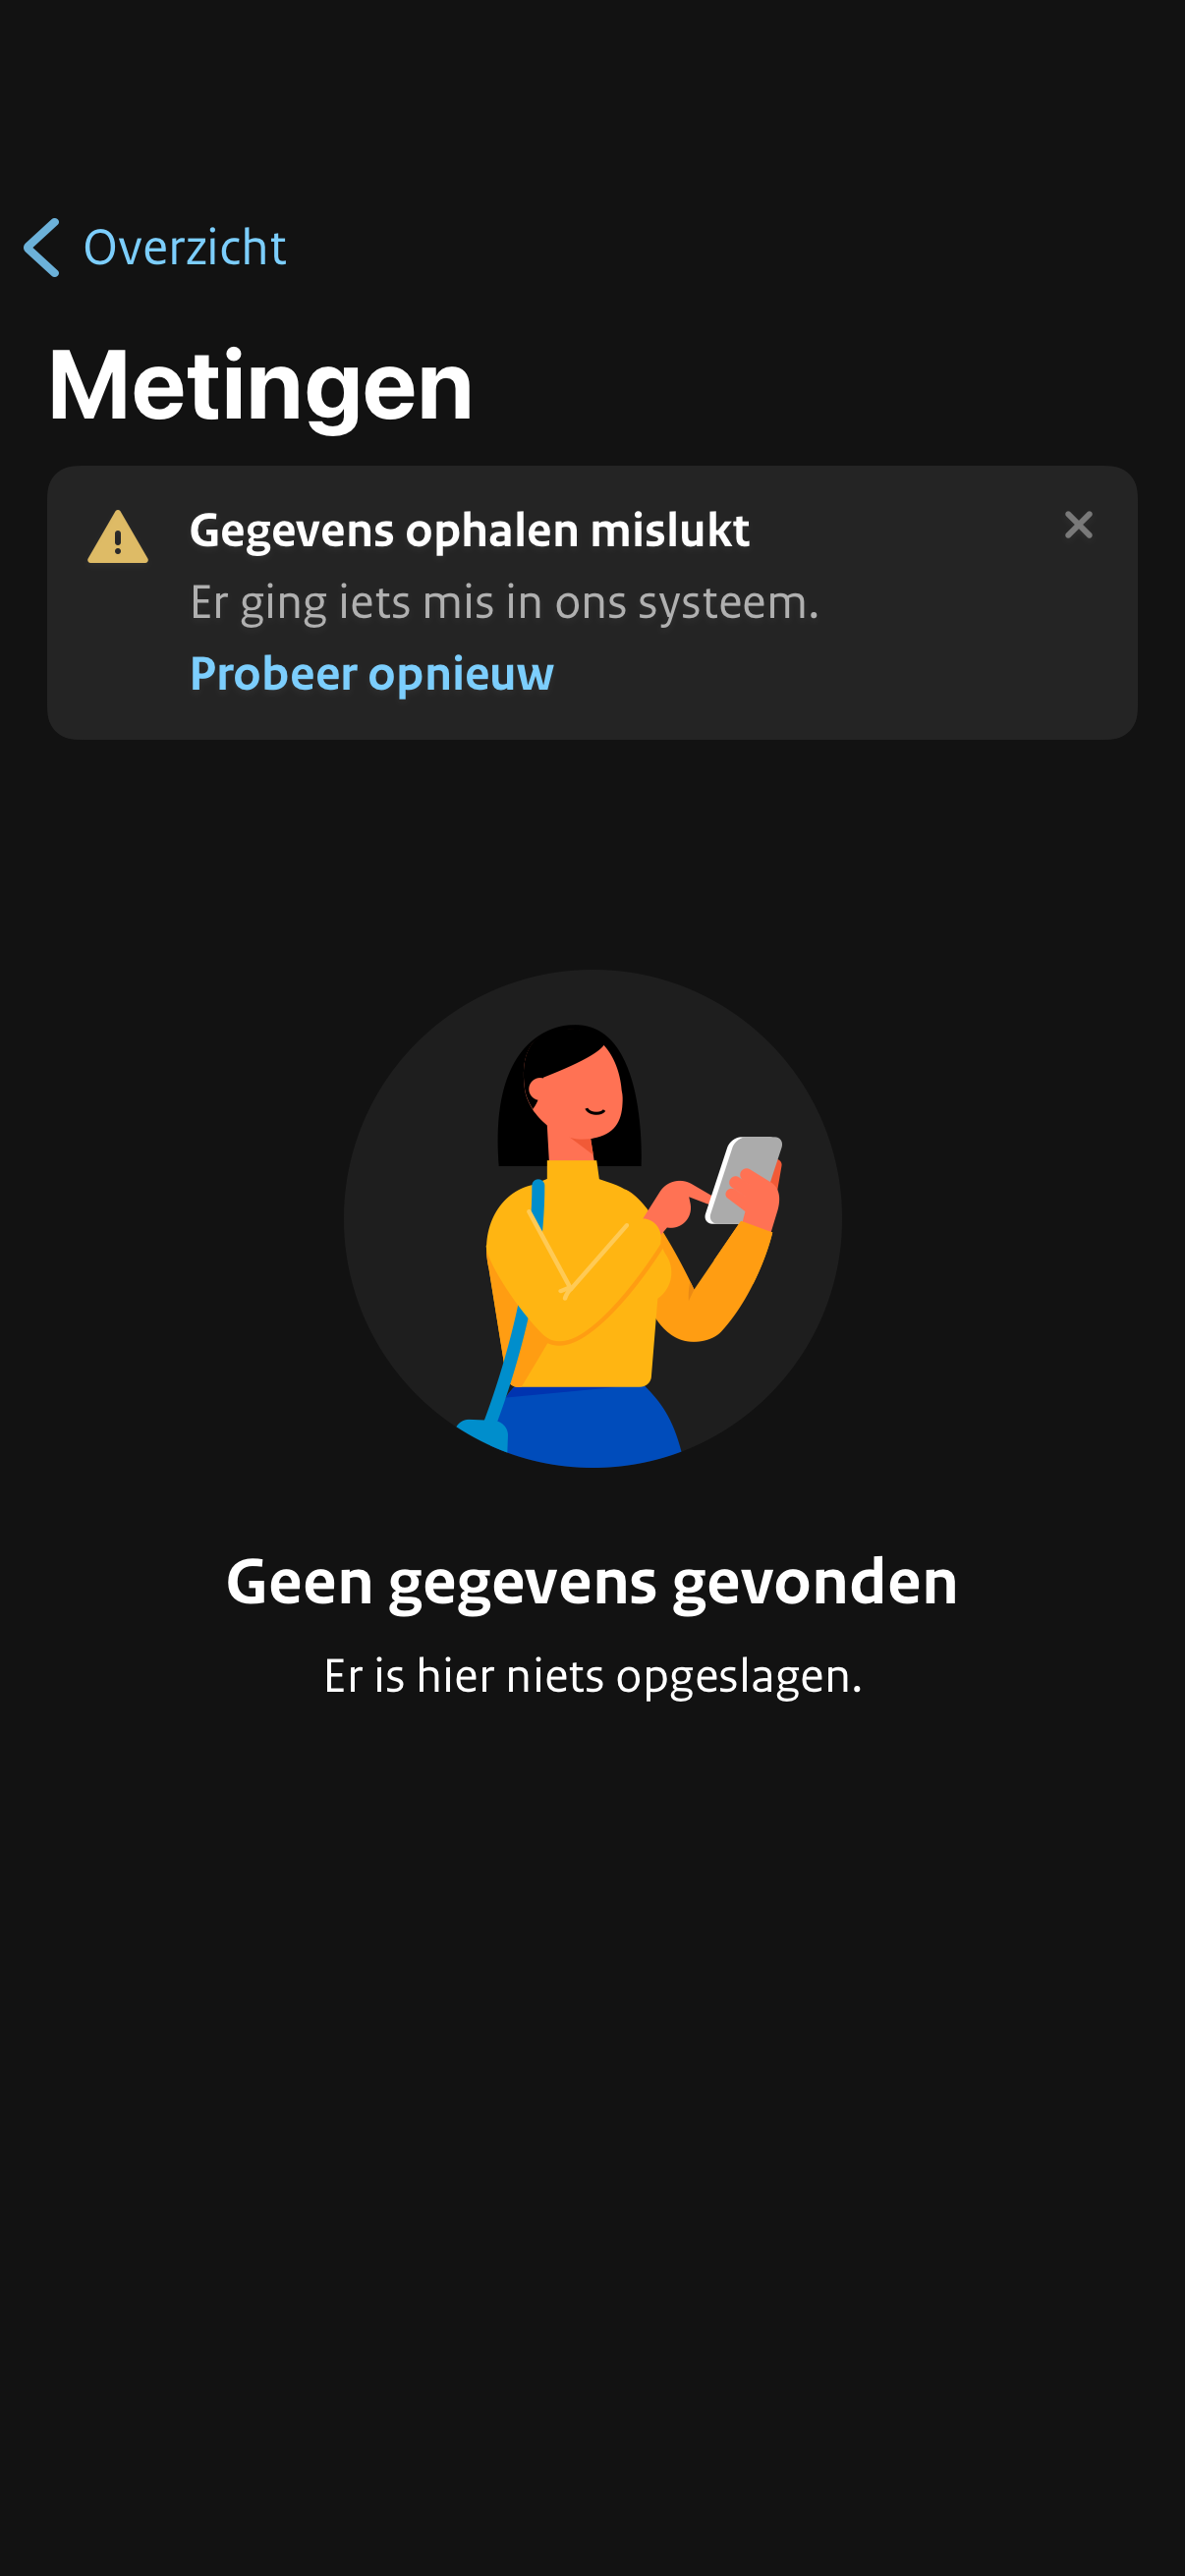 Overzicht
Metingen
Gegevens ophalen mislukt
Er ging iets mis in ons systeem.
Probeer opnieuw
Geen gegevens gevonden
Er is hier niets opgeslagen.